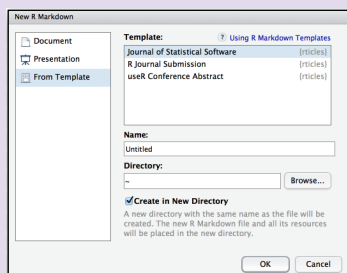 New R Markdown
Document
Presentation
From Template
Template:
? Using R Markdown Templates
Journal of Statistical Software {rticles}
R Journal Submission {rticles}
useR Conference Abstract {rticles}
Name:
Untitled
Directory:
~
Browse...
Create in New Directory
A new directory with the same name as the file will be
created. The new R Markdown file and all its resources
will be placed in the new directory.
OK
Cancel